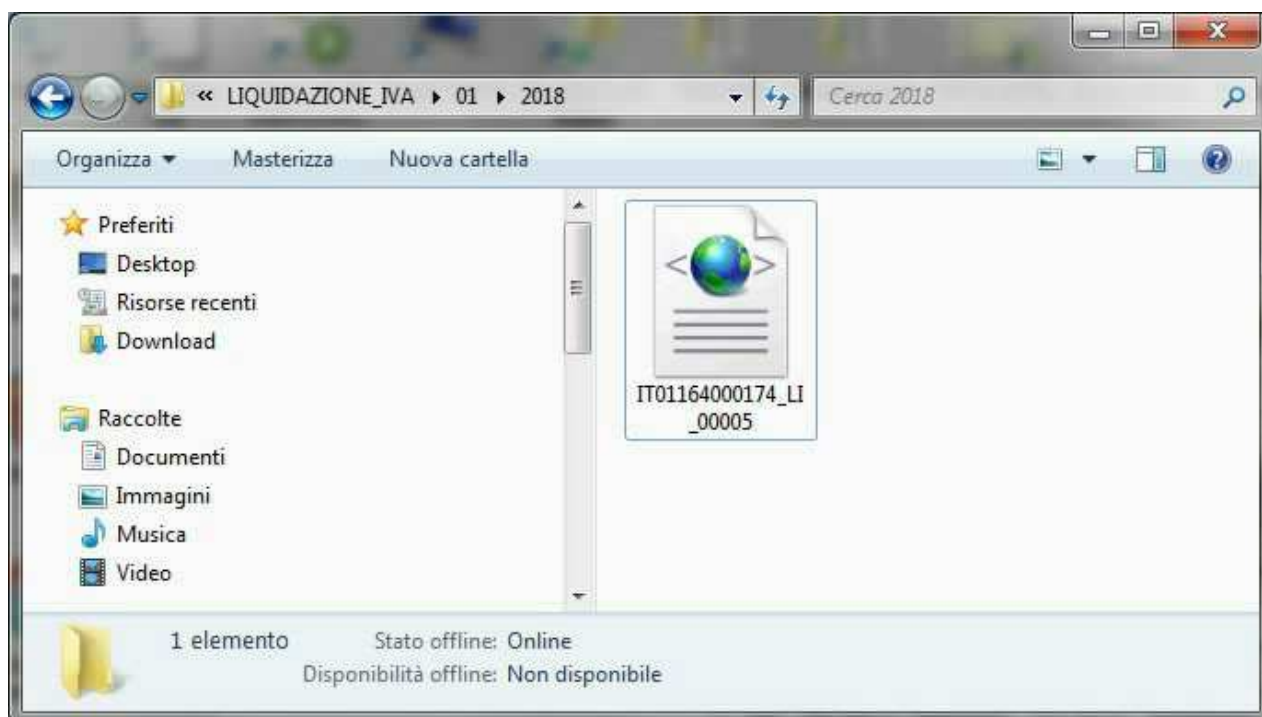 « LIQUIDAZIONE_IVA ▸ 01 ▸ 2018
Cerca 2018
Organizza ▾ Masterizza Nuova cartella
Preferiti
Desktop
Risorse recenti
Download
Raccolte
Documenti
Immagini
Musica
Video
IT01164000174_LI
_00005
1 elemento Stato offline: Online
Disponibilità offline: Non disponibile